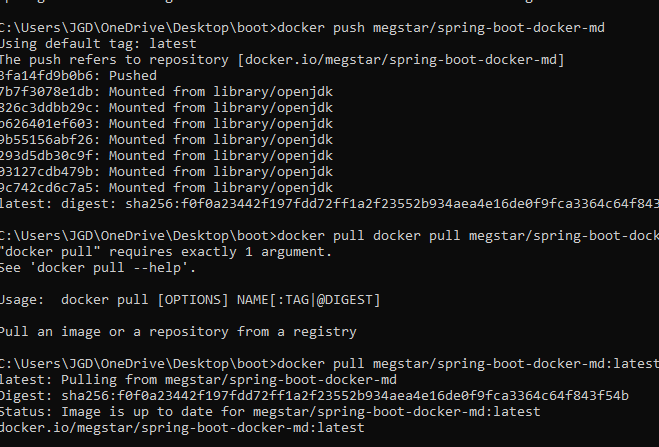 C:\Users\JGD\OneDrive\Desktop\boot>docker push megstar/spring-boot-docker-md
Using default tag: latest
The push refers to repository [docker.io/megstar/spring-boot-docker-md]
3fa14fd9b0b6: Pushed
7b7f3078e1db: Mounted from library/openjdk
826c3ddbb29c: Mounted from library/openjdk
b626401ef603: Mounted from library/openjdk
9b55156abf26: Mounted from library/openjdk
293d5db30c9f: Mounted from library/openjdk
03127cdb479b: Mounted from library/openjdk
9c742cd6c7a5: Mounted from library/openjdk
latest: digest: sha256:f0f0a23442f197fdd72ff1a2f23552b934aea4e16de0f9fca3364c64f843
C:\Users\JGD\OneDrive\Desktop\boot>docker pull docker pull megstar/spring-boot-dock
"docker pull" requires exactly 1 argument.
See 'docker pull --help'.
Usage:  docker pull [OPTIONS] NAME[:TAG|@DIGEST]
Pull an image or a repository from a registry
C:\Users\JGD\OneDrive\Desktop\boot>docker pull megstar/spring-boot-docker-md:latest
latest: Pulling from megstar/spring-boot-docker-md
Digest: sha256:f0f0a23442f197fdd72ff1a2f23552b934aea4e16de0f9fca3364c64f843f54b
Status: Image is up to date for megstar/spring-boot-docker-md:latest
docker.io/megstar/spring-boot-docker-md:latest